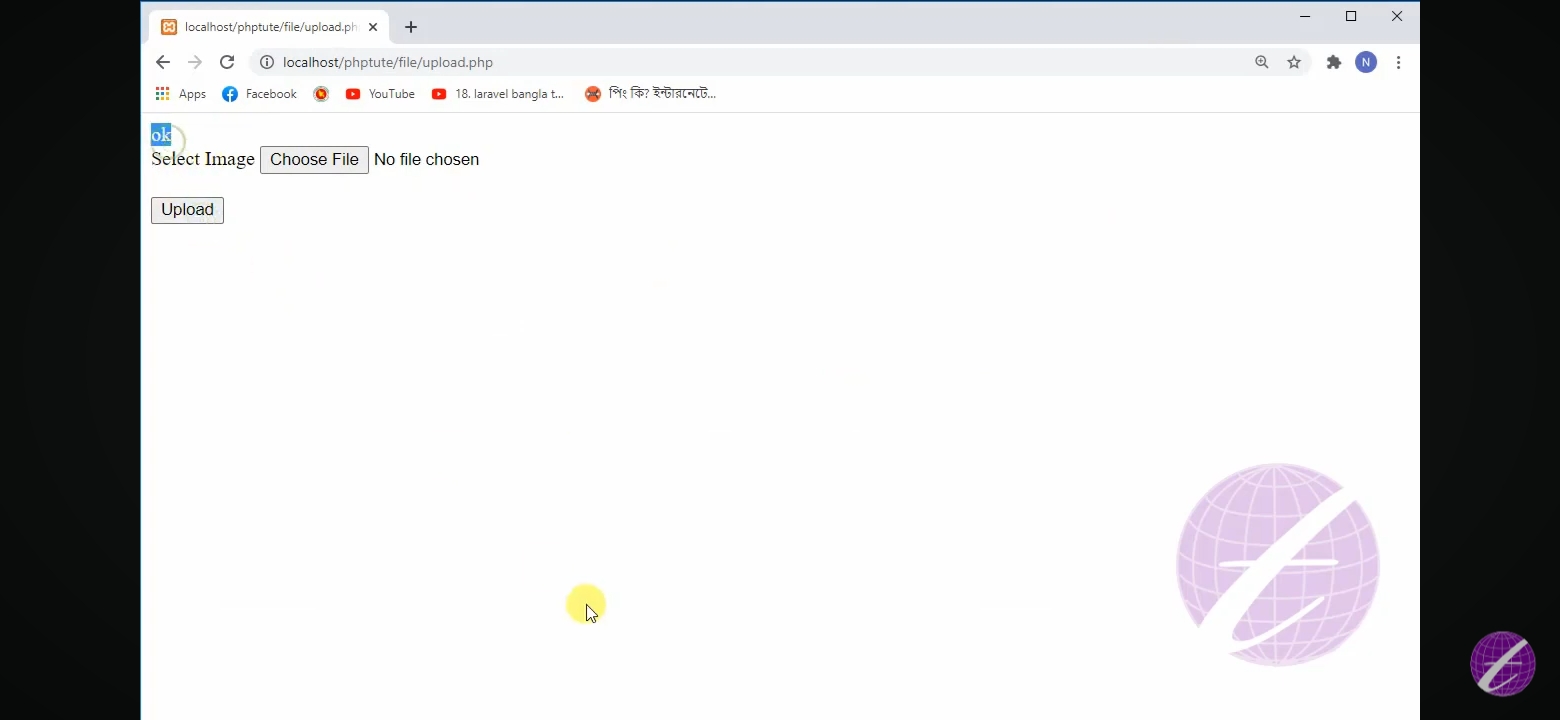 localhost/phptute/file/upload.ph
localhost/phptute/file/upload.php
N
Apps Facebook YouTube 18. laravel bangla t... পিং কি? ইন্টারনেটে...
ok
Select Image Choose File No file chosen
Upload